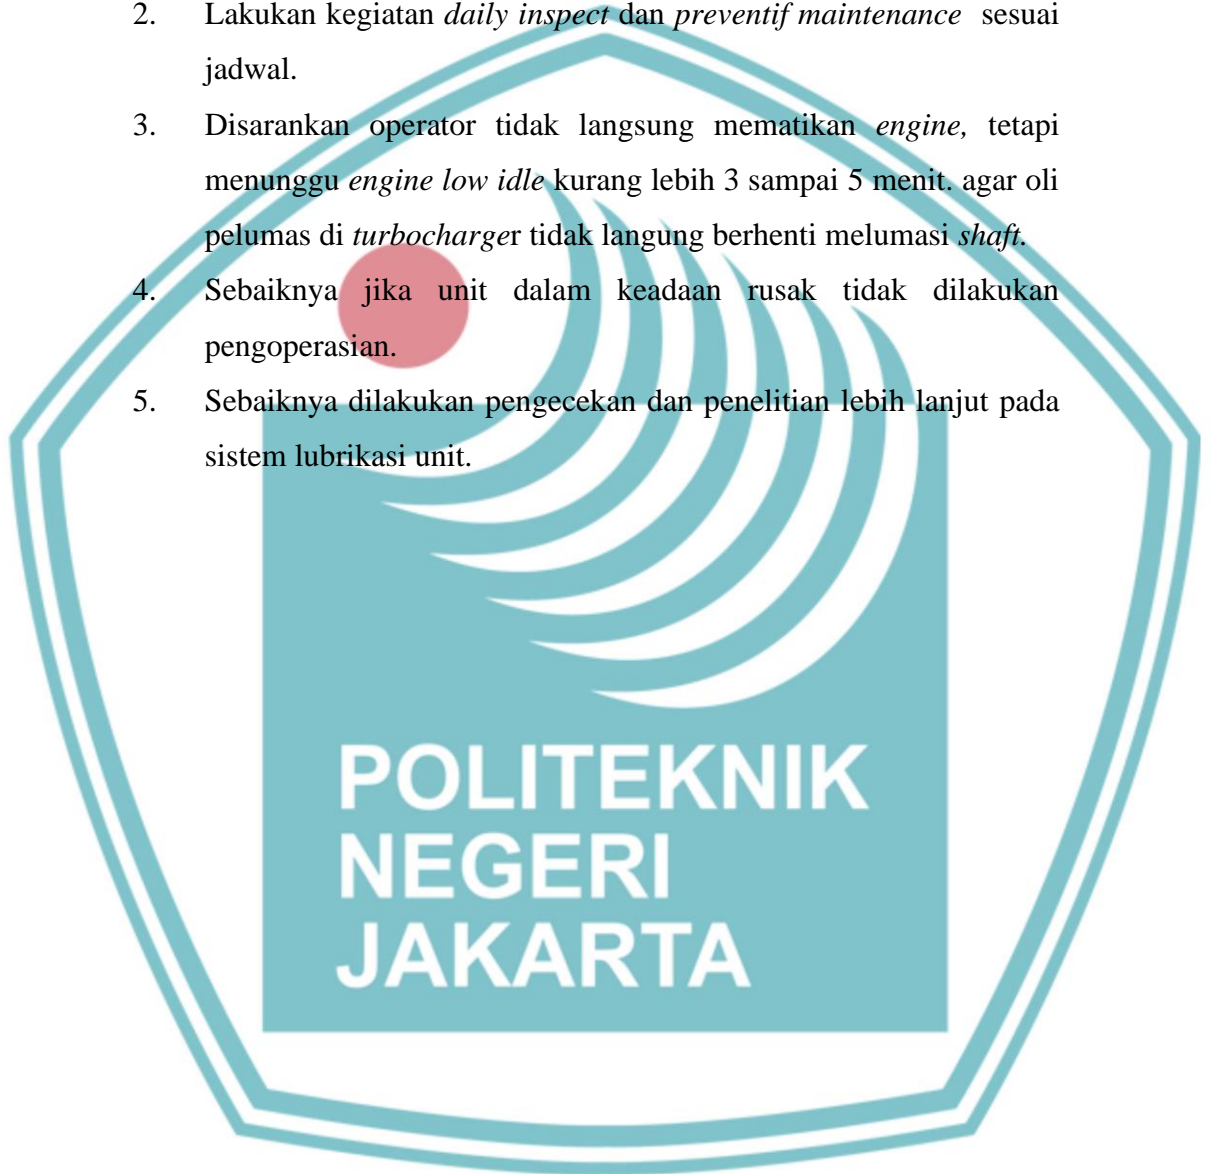 2. Lakukan kegiatan daily inspect dan preventif maintenance sesuai
jadwal.
3. Disarankan operator tidak langsung mematikan engine, tetapi
menunggu engine low idle kurang lebih 3 sampai 5 menit. agar oli
pelumas di turbocharger tidak langung berhenti melumasi shaft.
4. Sebaiknya jika unit dalam keadaan rusak tidak dilakukan
pengoperasian.
5. Sebaiknya dilakukan pengecekan dan penelitian lebih lanjut pada
sistem lubrikasi unit.
POLITEKNIK
NEGERI
JAKARTA